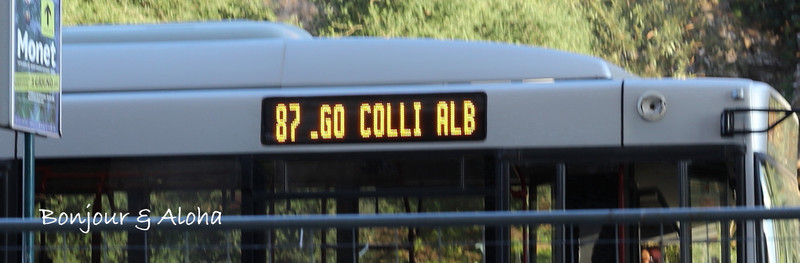 Monet
87 .GO COLLI ALB
Bonjour & Aloha